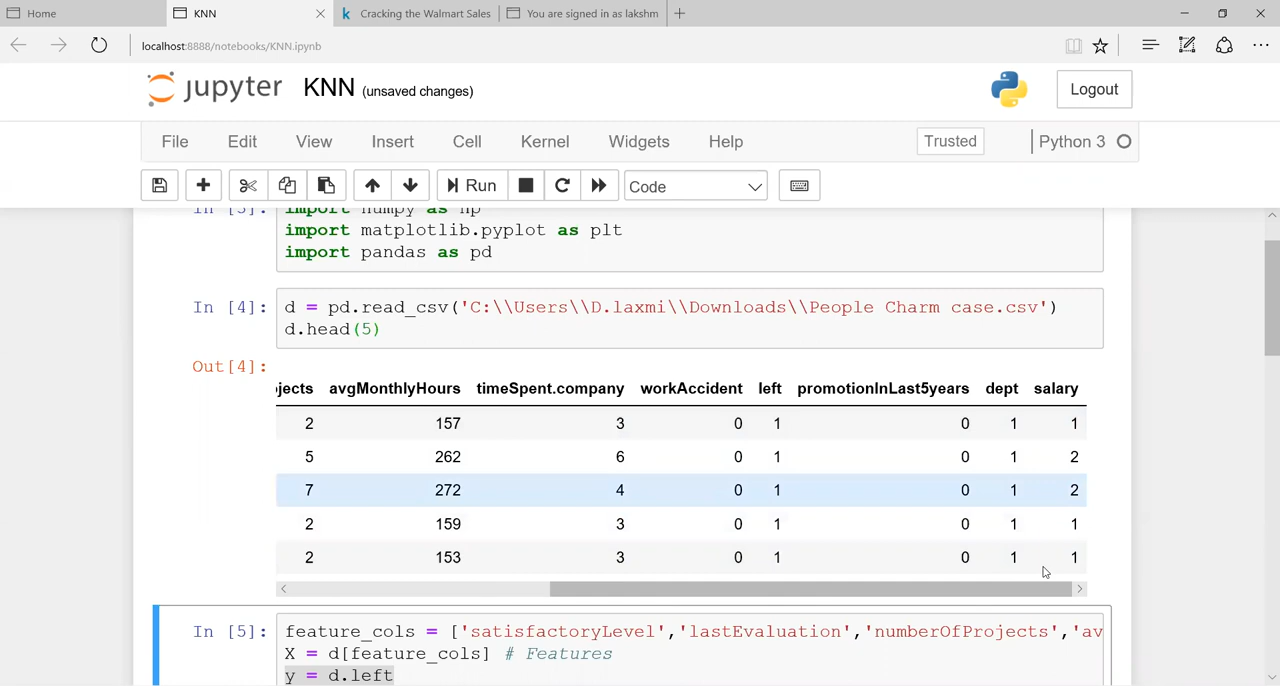 Home
KNN
k Cracking the Walmart Sales
You are signed in as lakshm
localhost:8888/notebooks/KNN.ipynb
jupyter KNN (unsaved changes)
Logout
File Edit View Insert Cell Kernel Widgets Help Trusted Python 3
Run Code
In [3]: import numpy as np
import matplotlib.pyplot as plt
import pandas as pd
In [4]: d = pd.read_csv('C:\\Users\\D.laxmi\\Downloads\\People Charm case.csv')
d.head(5)
Out[4]:
jects avgMonthlyHours timeSpent.company workAccident left promotionInLast5years dept salary
2 157 3 0 1 0 1 1
5 262 6 0 1 0 1 2
7 272 4 0 1 0 1 2
2 159 3 0 1 0 1 1
2 153 3 0 1 0 1 1
In [5]: feature_cols = ['satisfactoryLevel','lastEvaluation','numberOfProjects','av
X = d[feature_cols] # Features
y = d.left